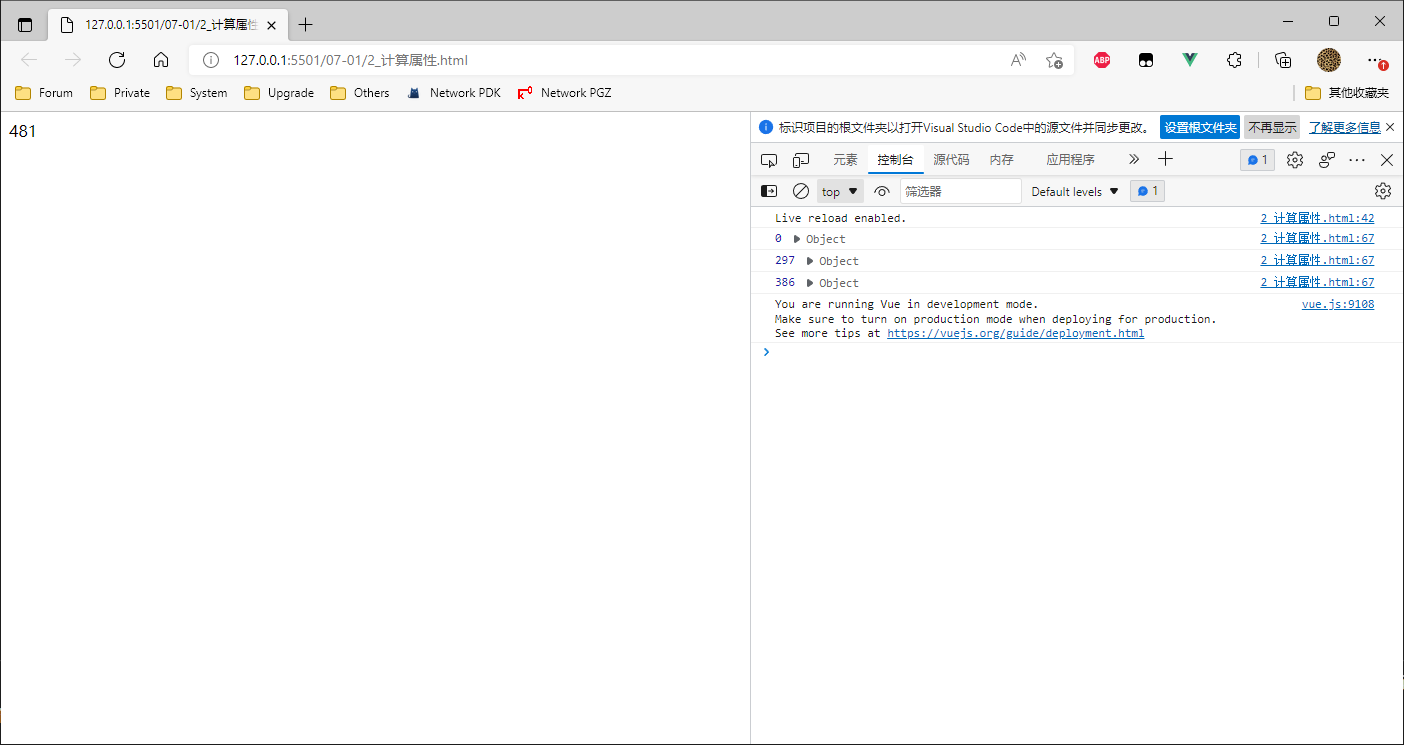 127.0.0.1:5501/07-01/2_计算属性
127.0.0.1:5501/07-01/2_计算属性.html
ABP
Forum Private System Upgrade Others Network PDK Network PGZ 其他收藏夹
481
标识项目的根文件夹以打开Visual Studio Code中的源文件并同步更改。 设置根文件夹 不再显示 了解更多信息
元素 控制台 源代码 内存 应用程序 1
top 筛选器 Default levels 1
Live reload enabled. 2_计算属性.html:42
0 Object 2_计算属性.html:67
297 Object 2_计算属性.html:67
386 Object 2_计算属性.html:67
You are running Vue in development mode. vue.js:9108
Make sure to turn on production mode when deploying for production.
See more tips at https://vuejs.org/guide/deployment.html